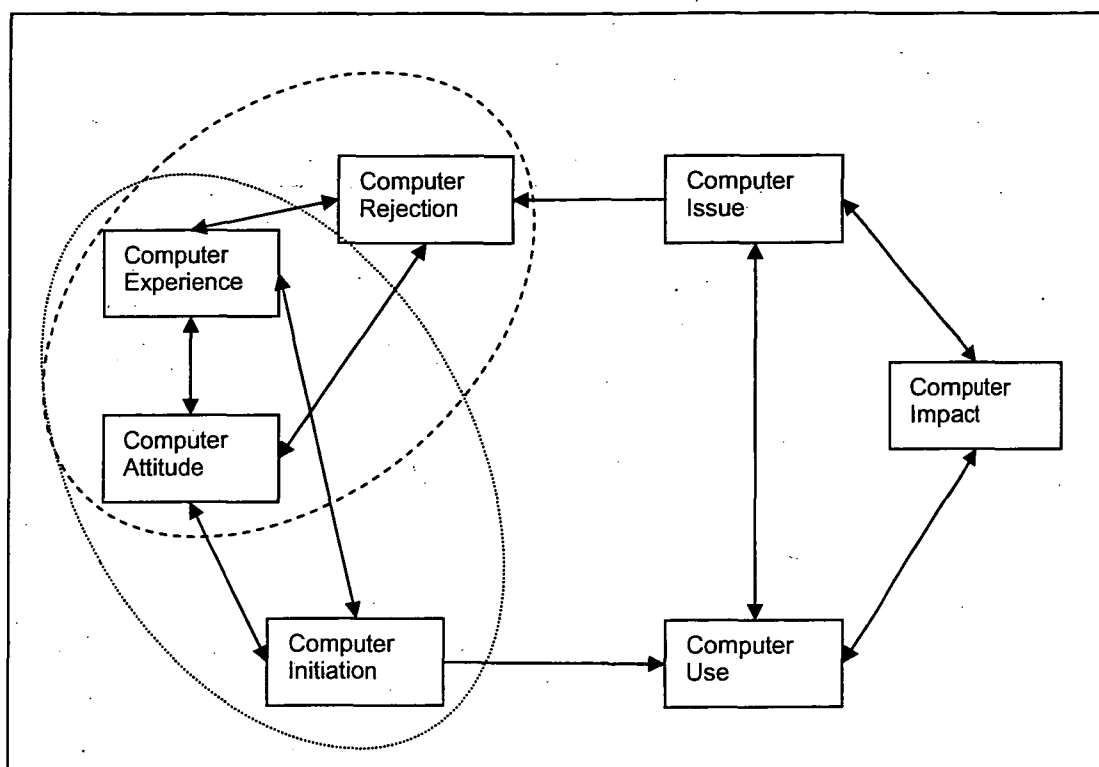 Computer
Rejection
Computer
Issue
Computer
Experience
Computer
Impact
Computer
Attitude
Computer
Initiation
Computer
Use